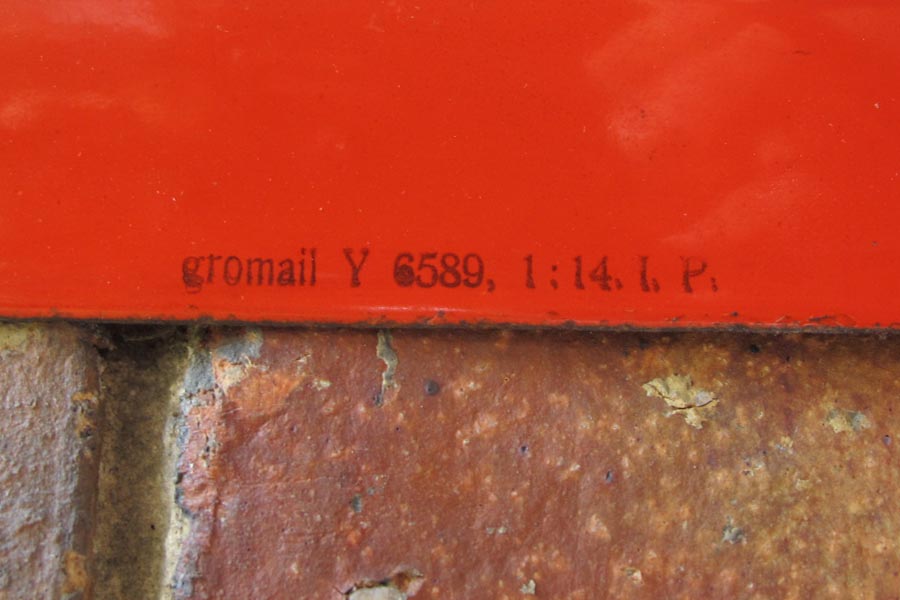 gromail Y 6589, 1:14. I. P.